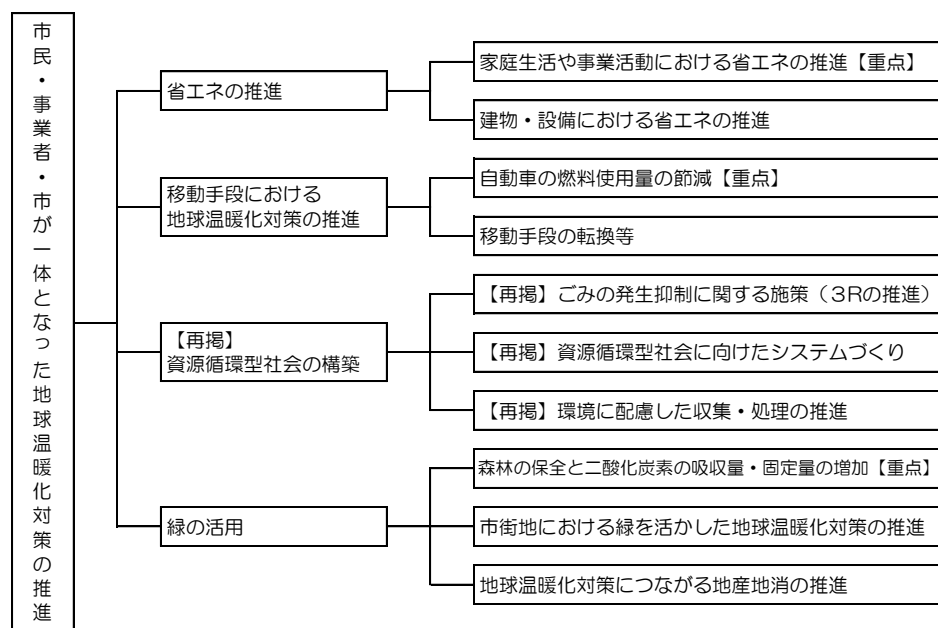 市民・事業者・市が一体となった地球温暖化対策の推進
省エネの推進
家庭生活や事業活動における省エネの推進【重点】
建物・設備における省エネの推進
移動手段における
地球温暖化対策の推進
自動車の燃料使用量の節減【重点】
移動手段の転換等
【再掲】
資源循環型社会の構築
【再掲】ごみの発生抑制に関する施策（３Rの推進）
【再掲】資源循環型社会に向けたシステムづくり
【再掲】環境に配慮した収集・処理の推進
緑の活用
森林の保全と二酸化炭素の吸収量・固定量の増加【重点】
市街地における緑を活かした地球温暖化対策の推進
地球温暖化対策につながる地産地消の推進